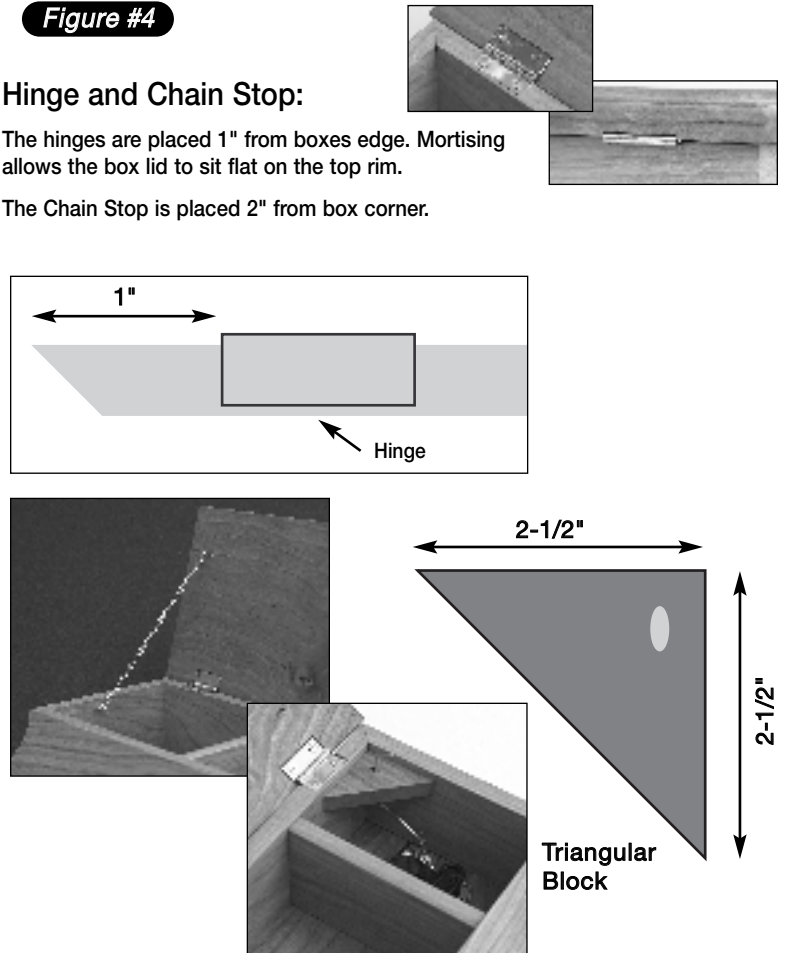 Figure #4
Hinge and Chain Stop:
The hinges are placed 1" from boxes edge. Mortising
allows the box lid to sit flat on the top rim.
The Chain Stop is placed 2" from box corner.
1"
Hinge
2-1/2"
2-1/2"
Triangular
Block